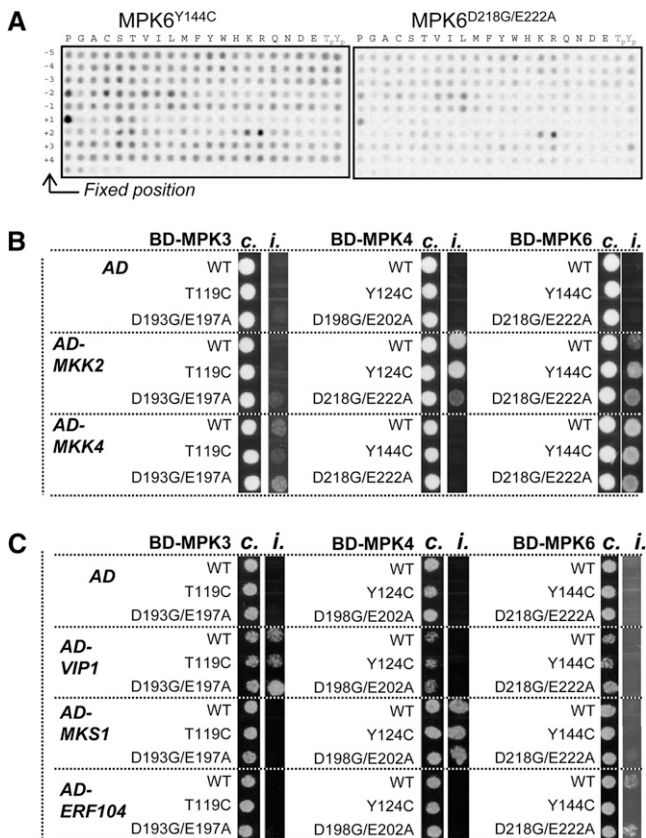 A
MPK6Y144C MPK6D218G/E222A
P G A C S T V I L M F Y W H K R Q N D E Tp Yp P G A C S T V I L M F Y W H K R Q N D E Tp Yp
-5
-4
-3
-2
-1
+1
+2
+3
+4
Fixed position
B
BD-MPK3 c. i. BD-MPK4 c. i. BD-MPK6 c. i.
AD WT WT WT
T119C Y124C Y144C
D193G/E197A D198G/E202A D218G/E222A
AD-MKK2 WT WT WT
T119C Y124C Y144C
D193G/E197A D218G/E222A D218G/E222A
AD-MKK4 WT WT WT
T119C Y144C Y144C
D193G/E197A D218G/E222A D218G/E222A
C
BD-MPK3 c. i. BD-MPK4 c. i. BD-MPK6 c. i.
AD WT WT WT
T119C Y124C Y144C
D193G/E197A D198G/E202A D218G/E222A
AD-VIP1 WT WT WT
T119C Y124C Y144C
D193G/E197A D198G/E202A D218G/E222A
AD-MKS1 WT WT WT
T119C Y124C Y144C
D193G/E197A D198G/E202A D218G/E222A
AD-ERF104 WT WT WT
T119C Y124C Y144C
D193G/E197A D198G/E202A D218G/E222A